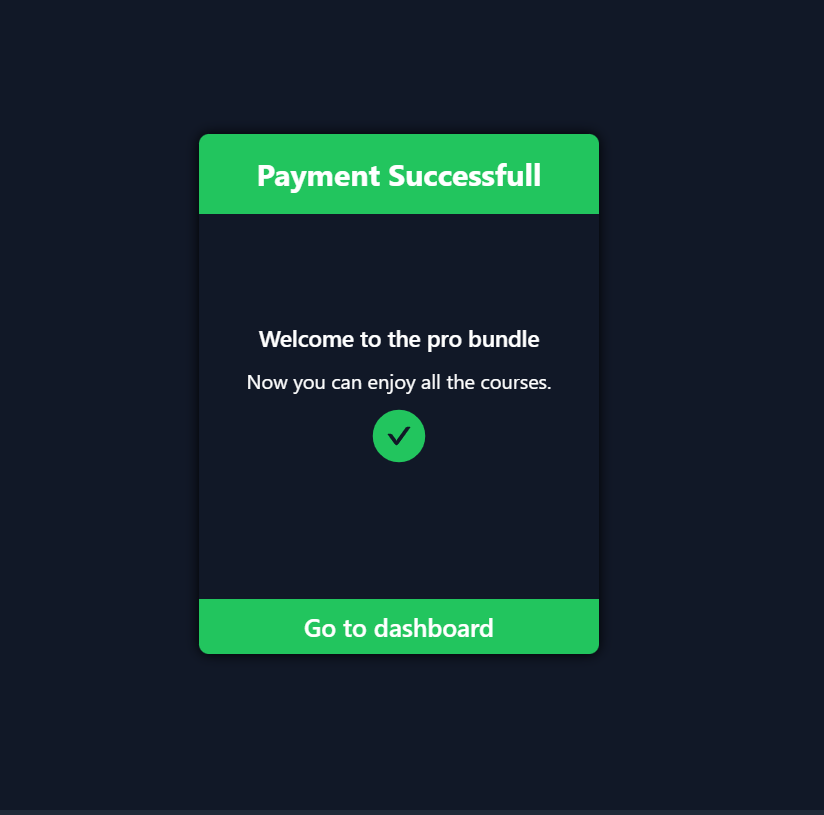 Payment Successfull
Welcome to the pro bundle
Now you can enjoy all the courses.
Go to dashboard